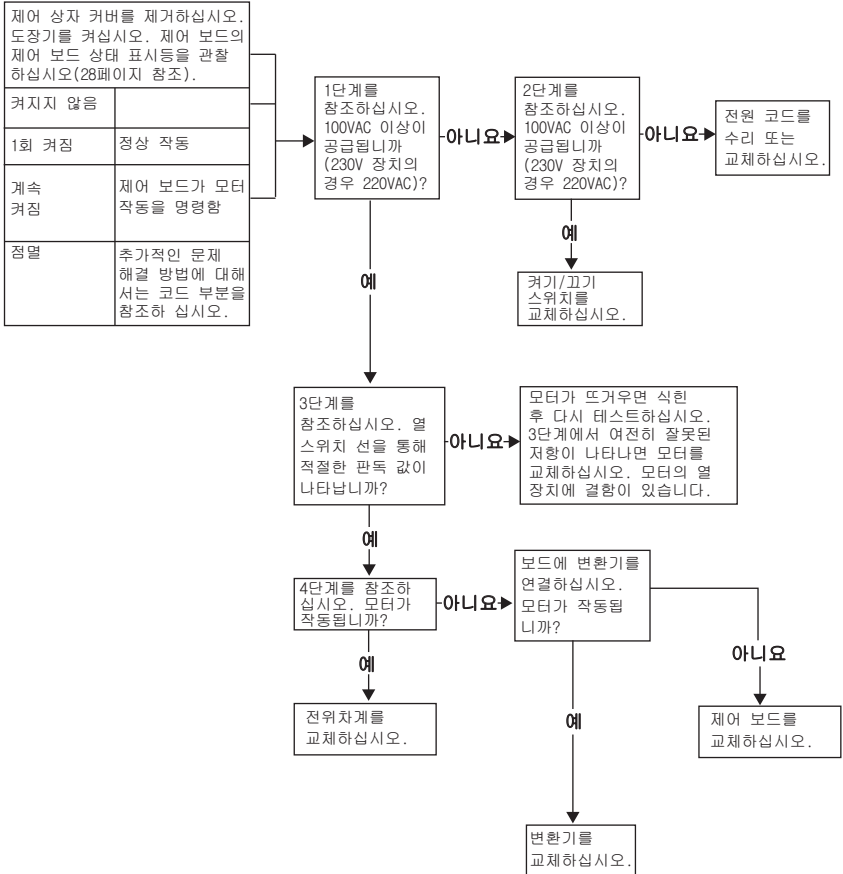 제어 상자 커버를 제거하십시오.
도장기를 켜십시오. 제어 보드의
제어 보드 상태 표시등을 관찰
하십시오(28페이지 참조).
켜지지 않음
1회 켜짐
정상 작동
계속
켜짐
제어 보드가 모터
작동을 명령함
점멸
추가적인 문제
해결 방법에 대해
서는 코드 부분을
참조하 십시오.
1단계를
참조하십시오.
100VAC 이상이
공급됩니까
(230V 장치의
경우 220VAC)?
아니요
2단계를
참조하십시오.
100VAC 이상이
공급됩니까
(230V 장치의
경우 220VAC)?
아니요
전원 코드를
수리 또는
교체하십시오.
예
켜기/끄기
스위치를
교체하십시오.
예
3단계를
참조하십시오. 열
스위치 선을 통해
적절한 판독 값이
나타납니까?
아니요
모터가 뜨거우면 식힌
후 다시 테스트하십시오.
3단계에서 여전히 잘못된
저항이 나타나면 모터를
교체하십시오. 모터의 열
장치에 결함이 있습니다.
예
4단계를 참조하
십시오. 모터가
작동됩니까?
아니요
보드에 변환기를
연결하십시오.
모터가 작동됩
니까?
아니요
제어 보드를
교체하십시오.
예
전위차계를
교체하십시오.
예
변환기를
교체하십시오.